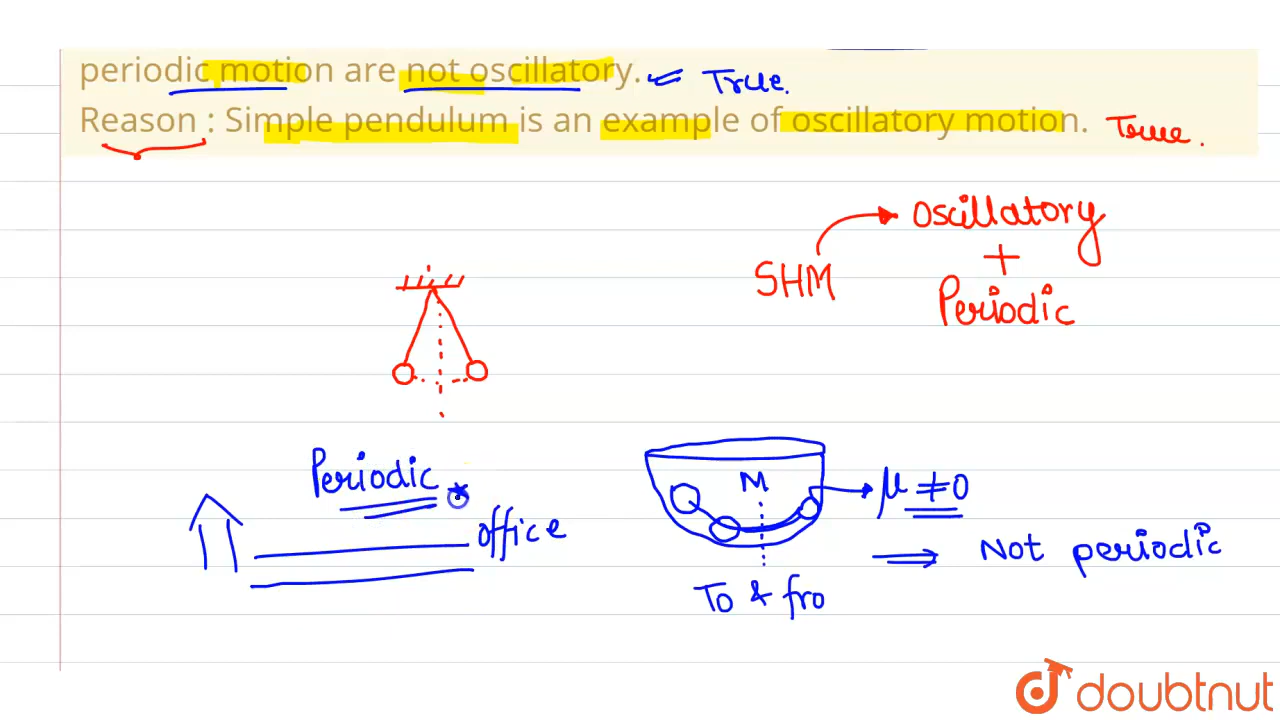 periodic motion are not oscillatory. True.
Reason : Simple pendulum is an example of oscillatory motion. True.
Oscillatory
+
SHM
Periodic
Periodic *
office
M
μ ≠ 0
Not periodic
To & fro
doubtnut